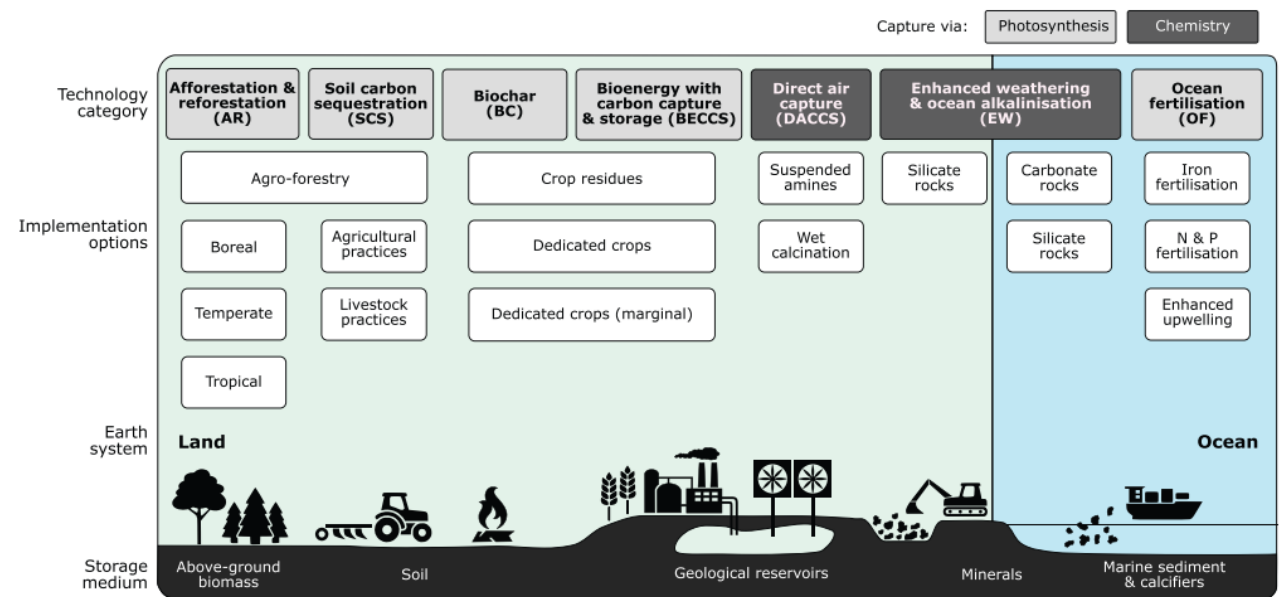 Capture via:
Photosynthesis
Chemistry
Technology
category
Afforestation &
reforestation
(AR)
Soil carbon
sequestration
(SCS)
Biochar
(BC)
Bioenergy with
carbon capture
& storage (BECCS)
Direct air
capture
(DACCS)
Enhanced weathering
& ocean alkalinisation
(EW)
Ocean
fertilisation
(OF)
Implementation
options
Agro-forestry
Crop residues
Suspended
amines
Silicate
rocks
Carbonate
rocks
Iron
fertilisation
Boreal
Agricultural
practices
Dedicated crops
Wet
calcination
Silicate
rocks
N & P
fertilisation
Temperate
Livestock
practices
Dedicated crops (marginal)
Enhanced
upwelling
Tropical
Earth
system
Land
Ocean
Storage
medium
Above-ground
biomass
Soil
Geological reservoirs
Minerals
Marine sediment
& calcifiers